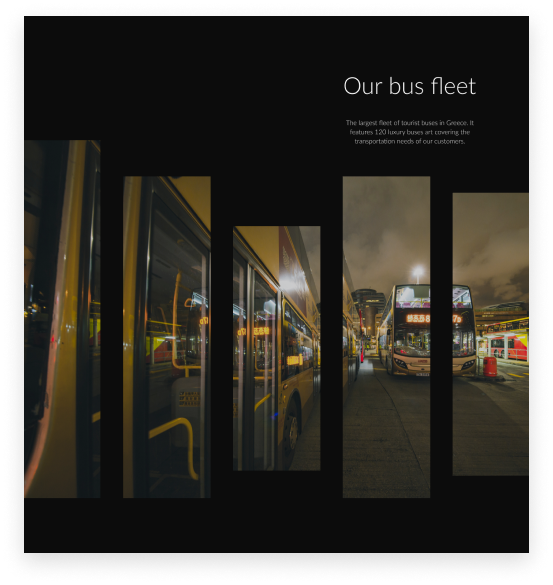 Our bus fleet
The largest fleet of tourist buses in Greece. It
features 120 luxury buses art covering the
transportation needs of our customers.